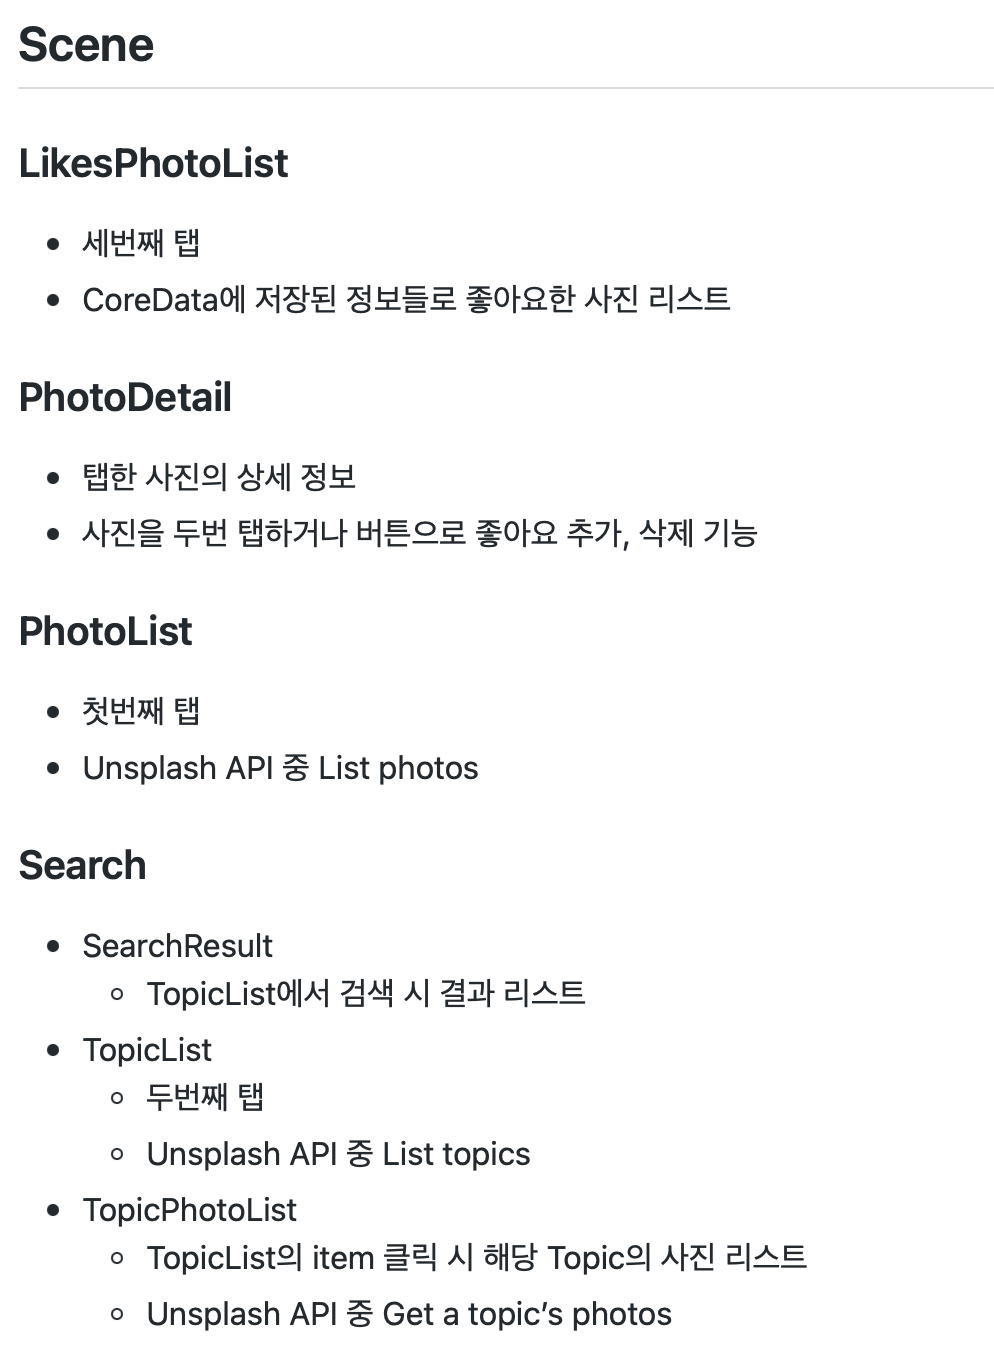 Scene
LikesPhotoList
세번째 탭
CoreData에 저장된 정보들로 좋아요한 사진 리스트
PhotoDetail
탭한 사진의 상세 정보
사진을 두번 탭하거나 버튼으로 좋아요 추가, 삭제 기능
PhotoList
첫번째 탭
Unsplash API 중 List photos
Search
SearchResult
TopicList에서 검색 시 결과 리스트
TopicList
두번째 탭
Unsplash API 중 List topics
TopicPhotoList
TopicList의 item 클릭 시 해당 Topic의 사진 리스트
Unsplash API 중 Get a topic’s photos